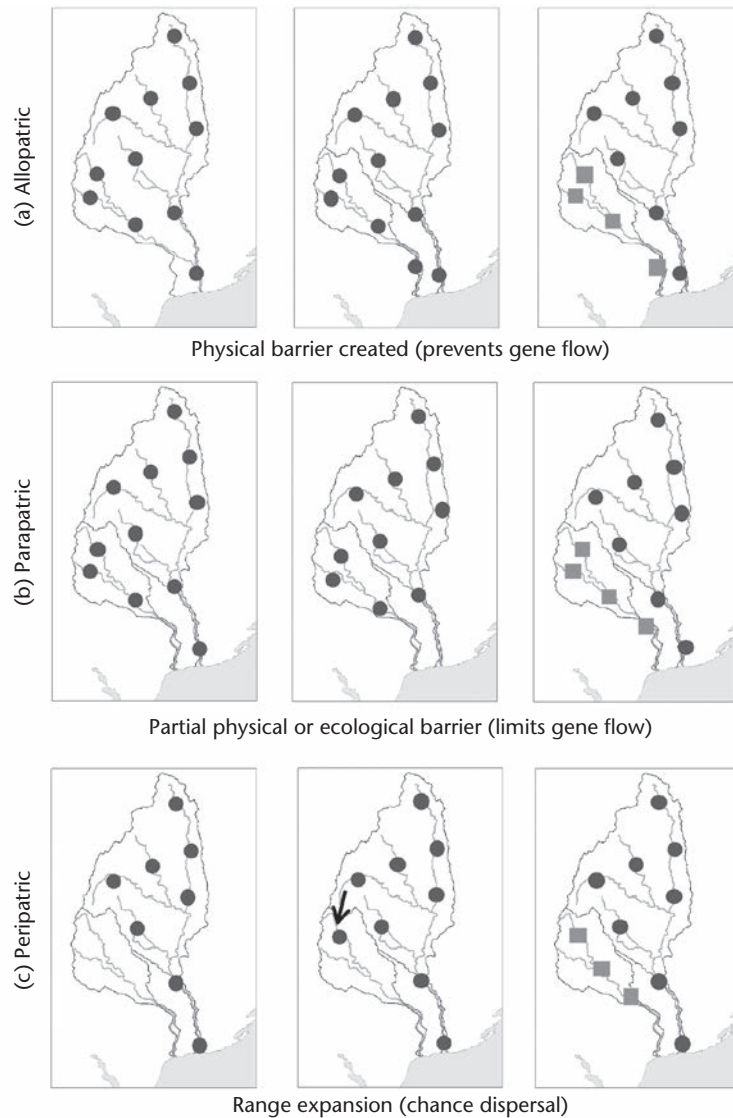 (a) Allopatric
Physical barrier created (prevents gene flow)
(b) Parapatric
Partial physical or ecological barrier (limits gene flow)
(c) Peripatric
Range expansion (chance dispersal)